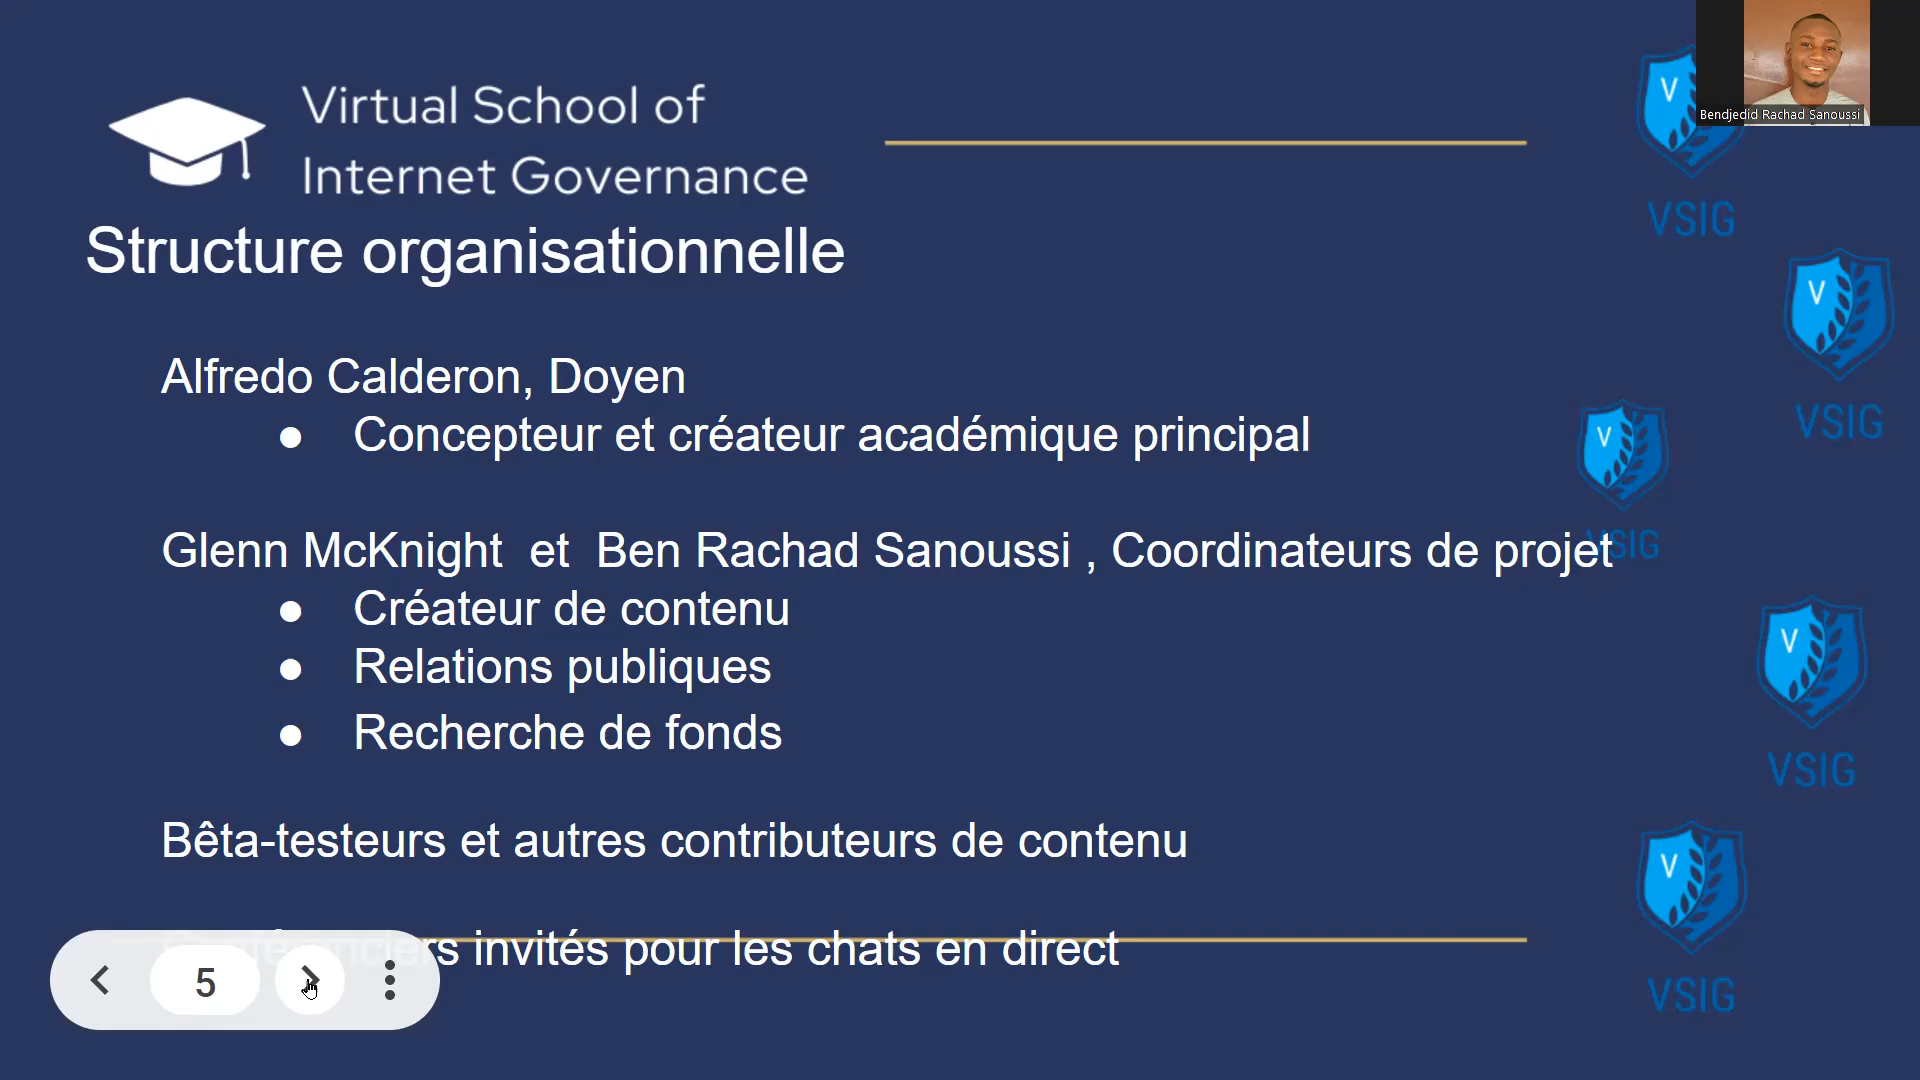 Virtual School of
Internet Governance
Structure organisationnelle
Alfredo Calderon, Doyen
● Concepteur et créateur académique principal
Glenn McKnight et Ben Rachad Sanoussi , Coordinateurs de projet
● Créateur de contenu
● Relations publiques
● Recherche de fonds
Bêta-testeurs et autres contributeurs de contenu
Conférenciers invités pour les chats en direct
5
Bendjedid Rachad Sanoussi
V
VSIG
V
VSIG
V
VSIG
V
VSIG
V
VSIG